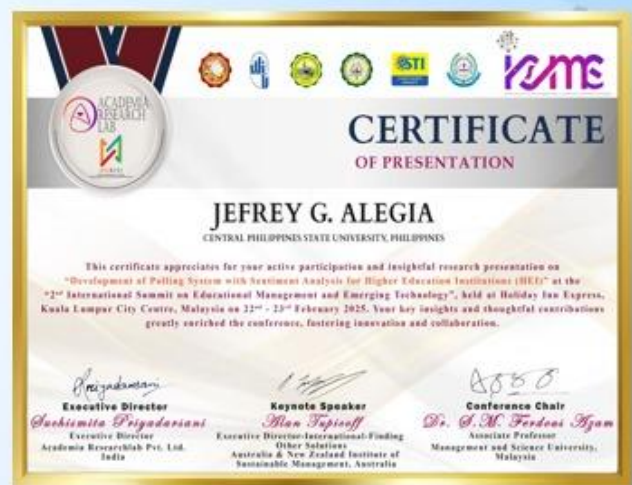 ACADEMIA
RESEARCH
LAB
STI
CERTIFICATE
OF PRESENTATION
JEFREY G. ALEGIA
CENTRAL PHILIPPINES STATE UNIVERSITY, PHILIPPINES
This certificate appreciates for your active participation and insightful research presentation on
"Development of Polling System with Sentiment Analysis for Higher Education Institutions (HEI)" at the
"2nd International Summit on Educational Management and Emerging Technology", held at Holiday Inn Express,
Kuala Lumpur City Centre, Malaysia on 22nd - 23rd February 2025. Your key insights and thoughtful contributions
greatly enriched the conference, fostering innovation and collaboration.
Executive Director
Suchismita Priyadarsani
Executive Director
Academia Researchlab Pvt. Ltd.
India
Keynote Speaker
Alan Tupicoff
Executive Director-International-Finding
Other Solutions
Australia & New Zealand Institute of
Sustainable Management, Australia
Conference Chair
Dr. S.M. Ferdous Azam
Associate Professor
Management and Science University,
Malaysia